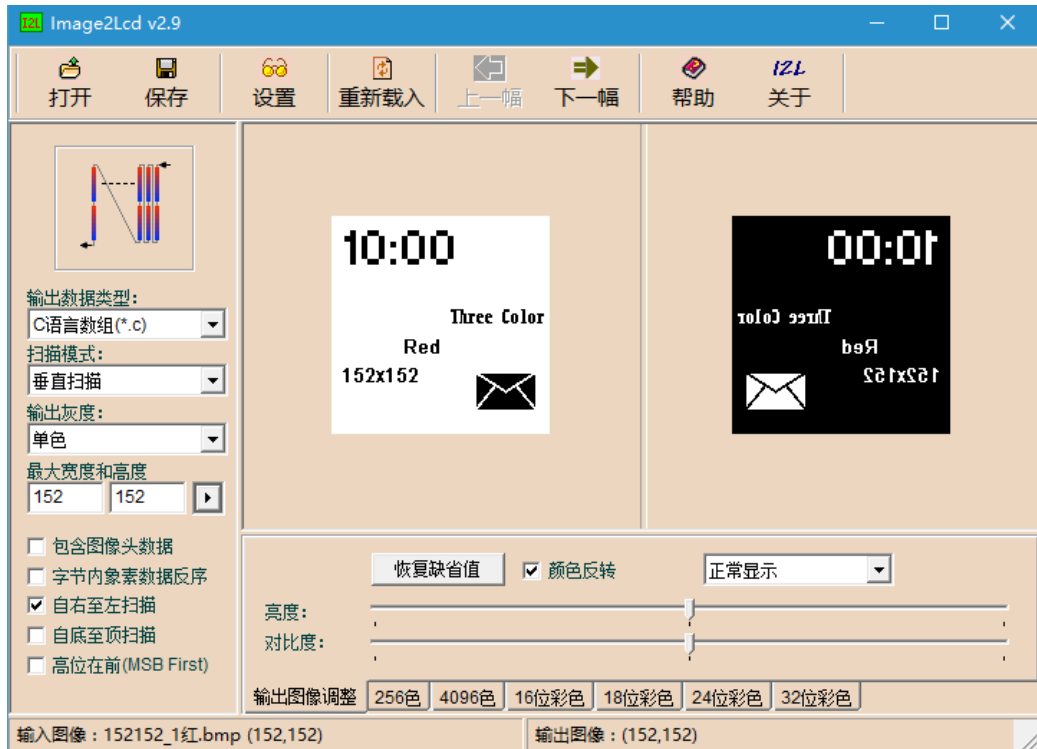 I2L Image2Lcd v2.9
打开 保存 设置 重新载入 上一幅 下一幅 帮助 I2L 关于
输出数据类型:
C语言数组(*.c)
扫描模式:
垂直扫描
输出灰度:
单色
最大宽度和高度
152 152
包含图像头数据
字节内象素数据反序
自右至左扫描
自底至顶扫描
高位在前(MSB First)
10:00
Three Color
Red
152x152
10:00
Three Color
Red
152x152
恢复缺省值 颜色反转 正常显示
亮度:
对比度:
输出图像调整 256色 4096色 16位彩色 18位彩色 24位彩色 32位彩色
输入图像:152152_1红.bmp (152,152) 输出图像:(152,152)